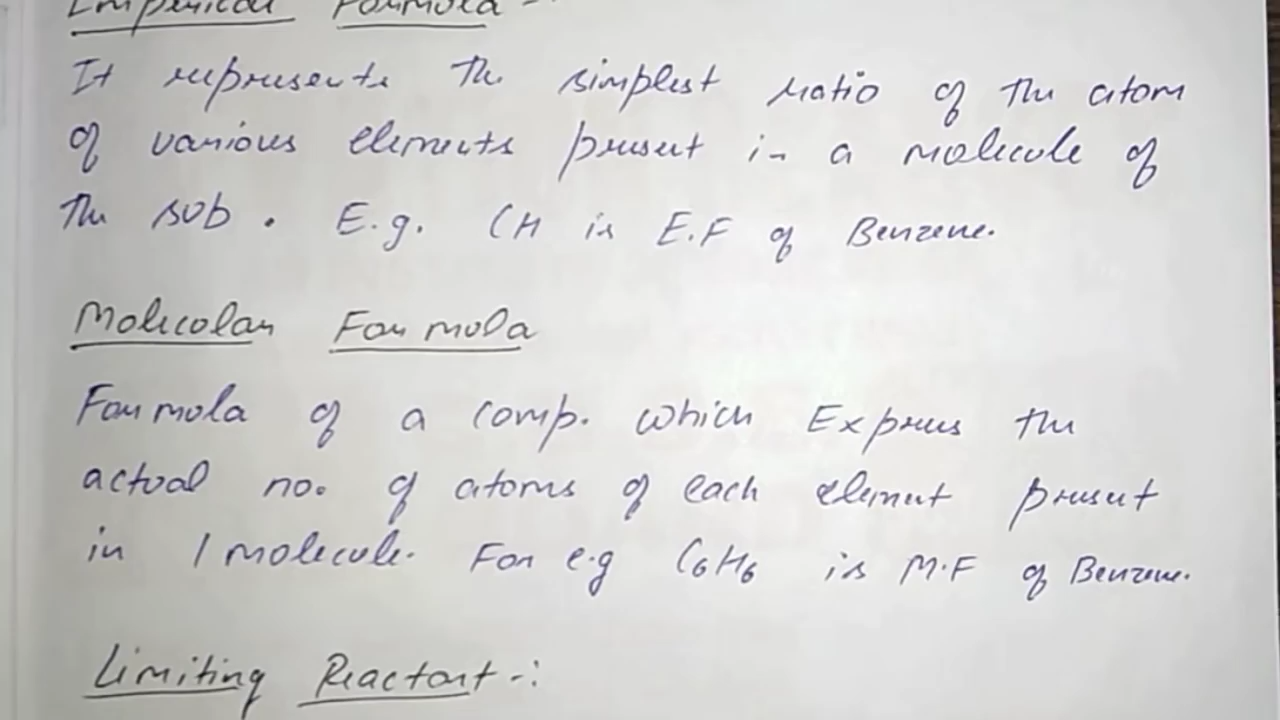 Empirical Formula -:
It represents the simplest ratio of the atom
of various elements present in a molecule of
the sub. E.g. CH is E.F of Benzene.
Molecular Formula
Formula of a comp. which Express the
actual no. of atoms of each element present
in 1 molecule. For e.g C6H6 is M.F of Benzene.
Limiting Reactant -: